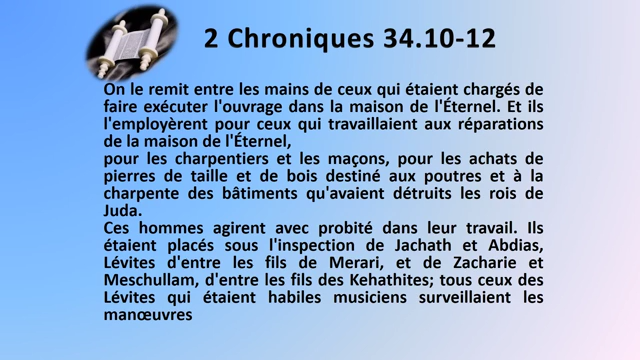 2 Chroniques 34.10-12
On le remit entre les mains de ceux qui étaient chargés de
faire exécuter l'ouvrage dans la maison de l'Éternel. Et ils
l'employèrent pour ceux qui travaillaient aux réparations
de la maison de l'Éternel,
pour les charpentiers et les maçons, pour les achats de
pierres de taille et de bois destiné aux poutres et à la
charpente des bâtiments qu'avaient détruits les rois de
Juda.
Ces hommes agirent avec probité dans leur travail. Ils
étaient placés sous l'inspection de Jachath et Abdias,
Lévites d'entre les fils de Merari, et de Zacharie et
Meschullam, d'entre les fils des Kehathites; tous ceux des
Lévites qui étaient habiles musiciens surveillaient les
manœuvres